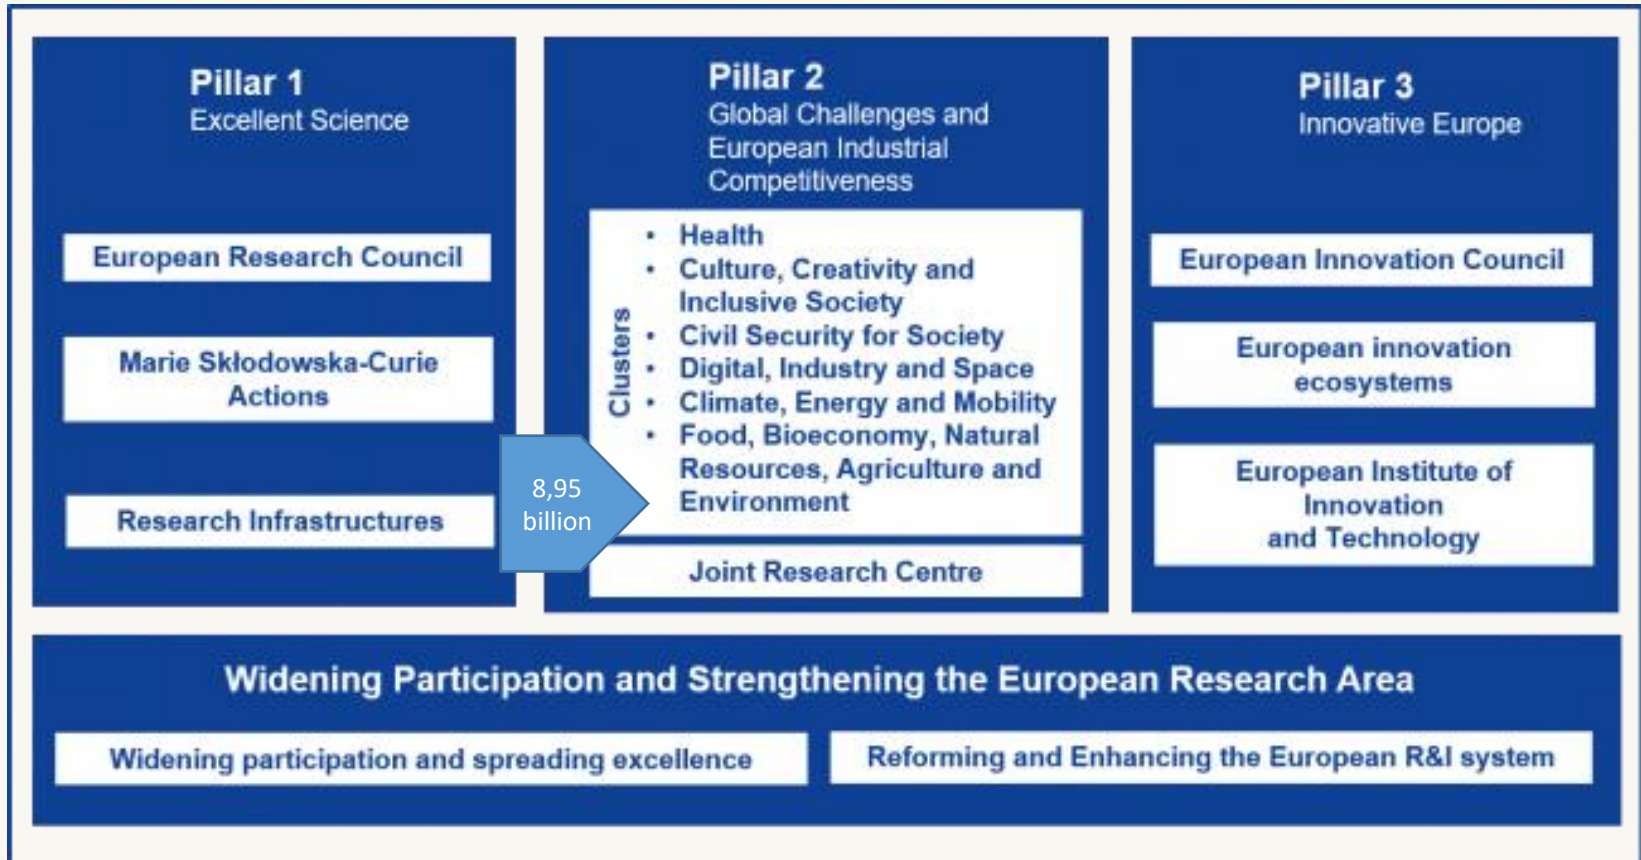 Pillar 1
Excellent Science
European Research Council
Marie Skłodowska-Curie
Actions
Research Infrastructures
8,95
billion
Pillar 2
Global Challenges and
European Industrial
Competitiveness
Clusters
• Health
• Culture, Creativity and
Inclusive Society
• Civil Security for Society
• Digital, Industry and Space
• Climate, Energy and Mobility
• Food, Bioeconomy, Natural
Resources, Agriculture and
Environment
Joint Research Centre
Pillar 3
Innovative Europe
European Innovation Council
European innovation
ecosystems
European Institute of
Innovation
and Technology
Widening Participation and Strengthening the European Research Area
Widening participation and spreading excellence
Reforming and Enhancing the European R&I system